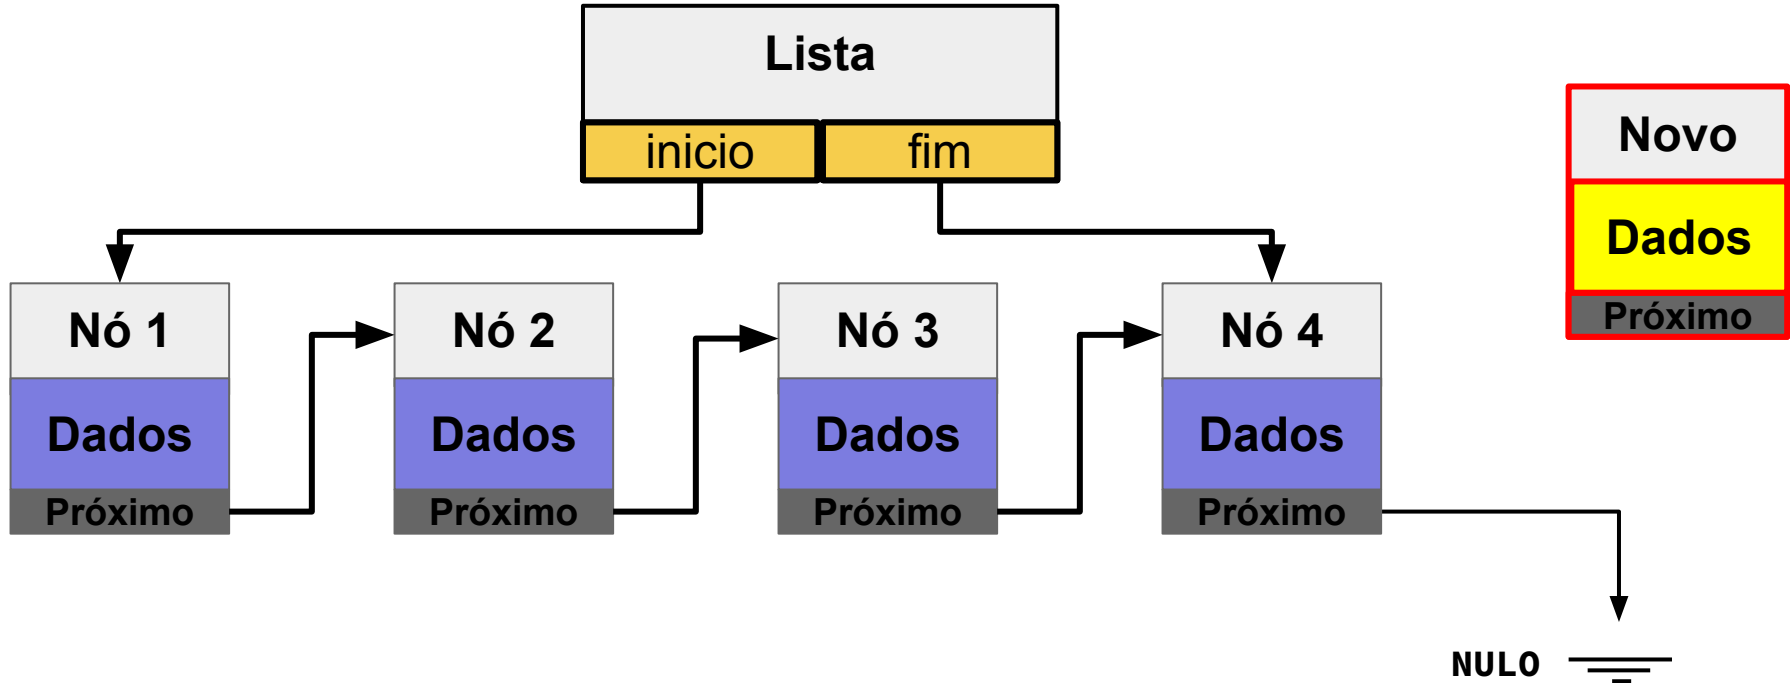 Lista
inicio
fim
Novo
Dados
Próximo
Nó 1
Dados
Próximo
Nó 2
Dados
Próximo
Nó 3
Dados
Próximo
Nó 4
Dados
Próximo
NULO